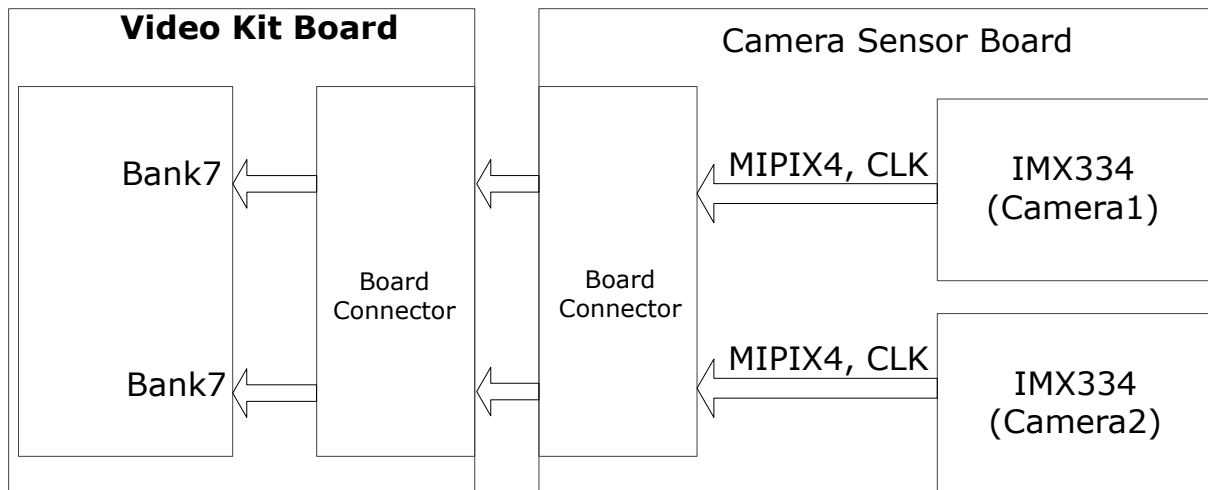 Video Kit Board
Camera Sensor Board
Bank7
MIPIX4, CLK
IMX334
(Camera1)
Board
Connector
Board
Connector
Bank7
MIPIX4, CLK
IMX334
(Camera2)